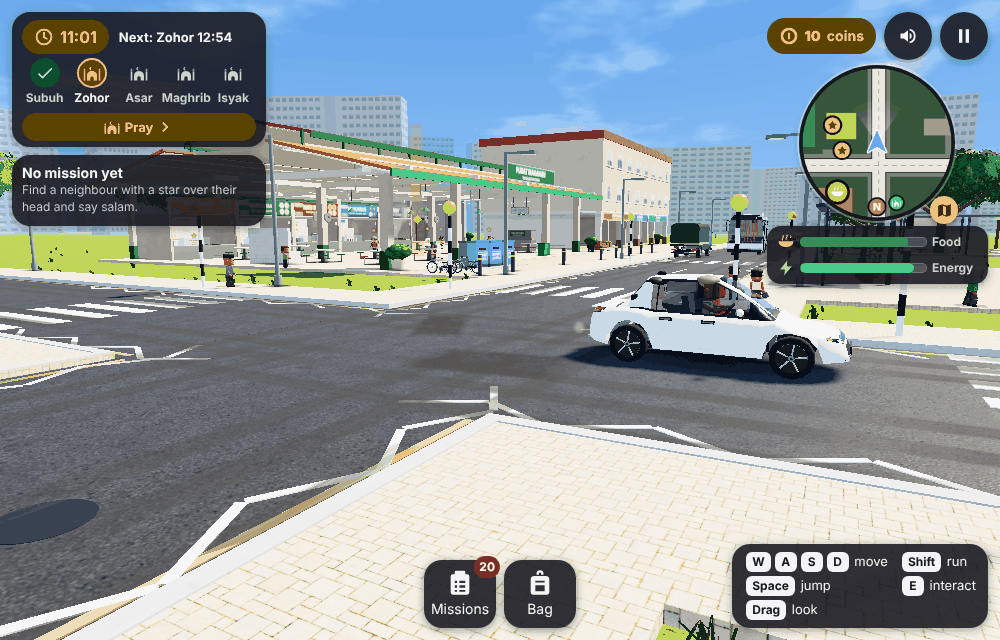 11:01
Next: Zohor 12:54
Subuh
Zohor
Asar
Maghrib
Isyak
Pray
No mission yet
Find a neighbour with a star over their
head and say salam.
10 coins
N
Food
Energy
20
Missions
Bag
W A S D move
Shift run
Space jump
E interact
Drag look